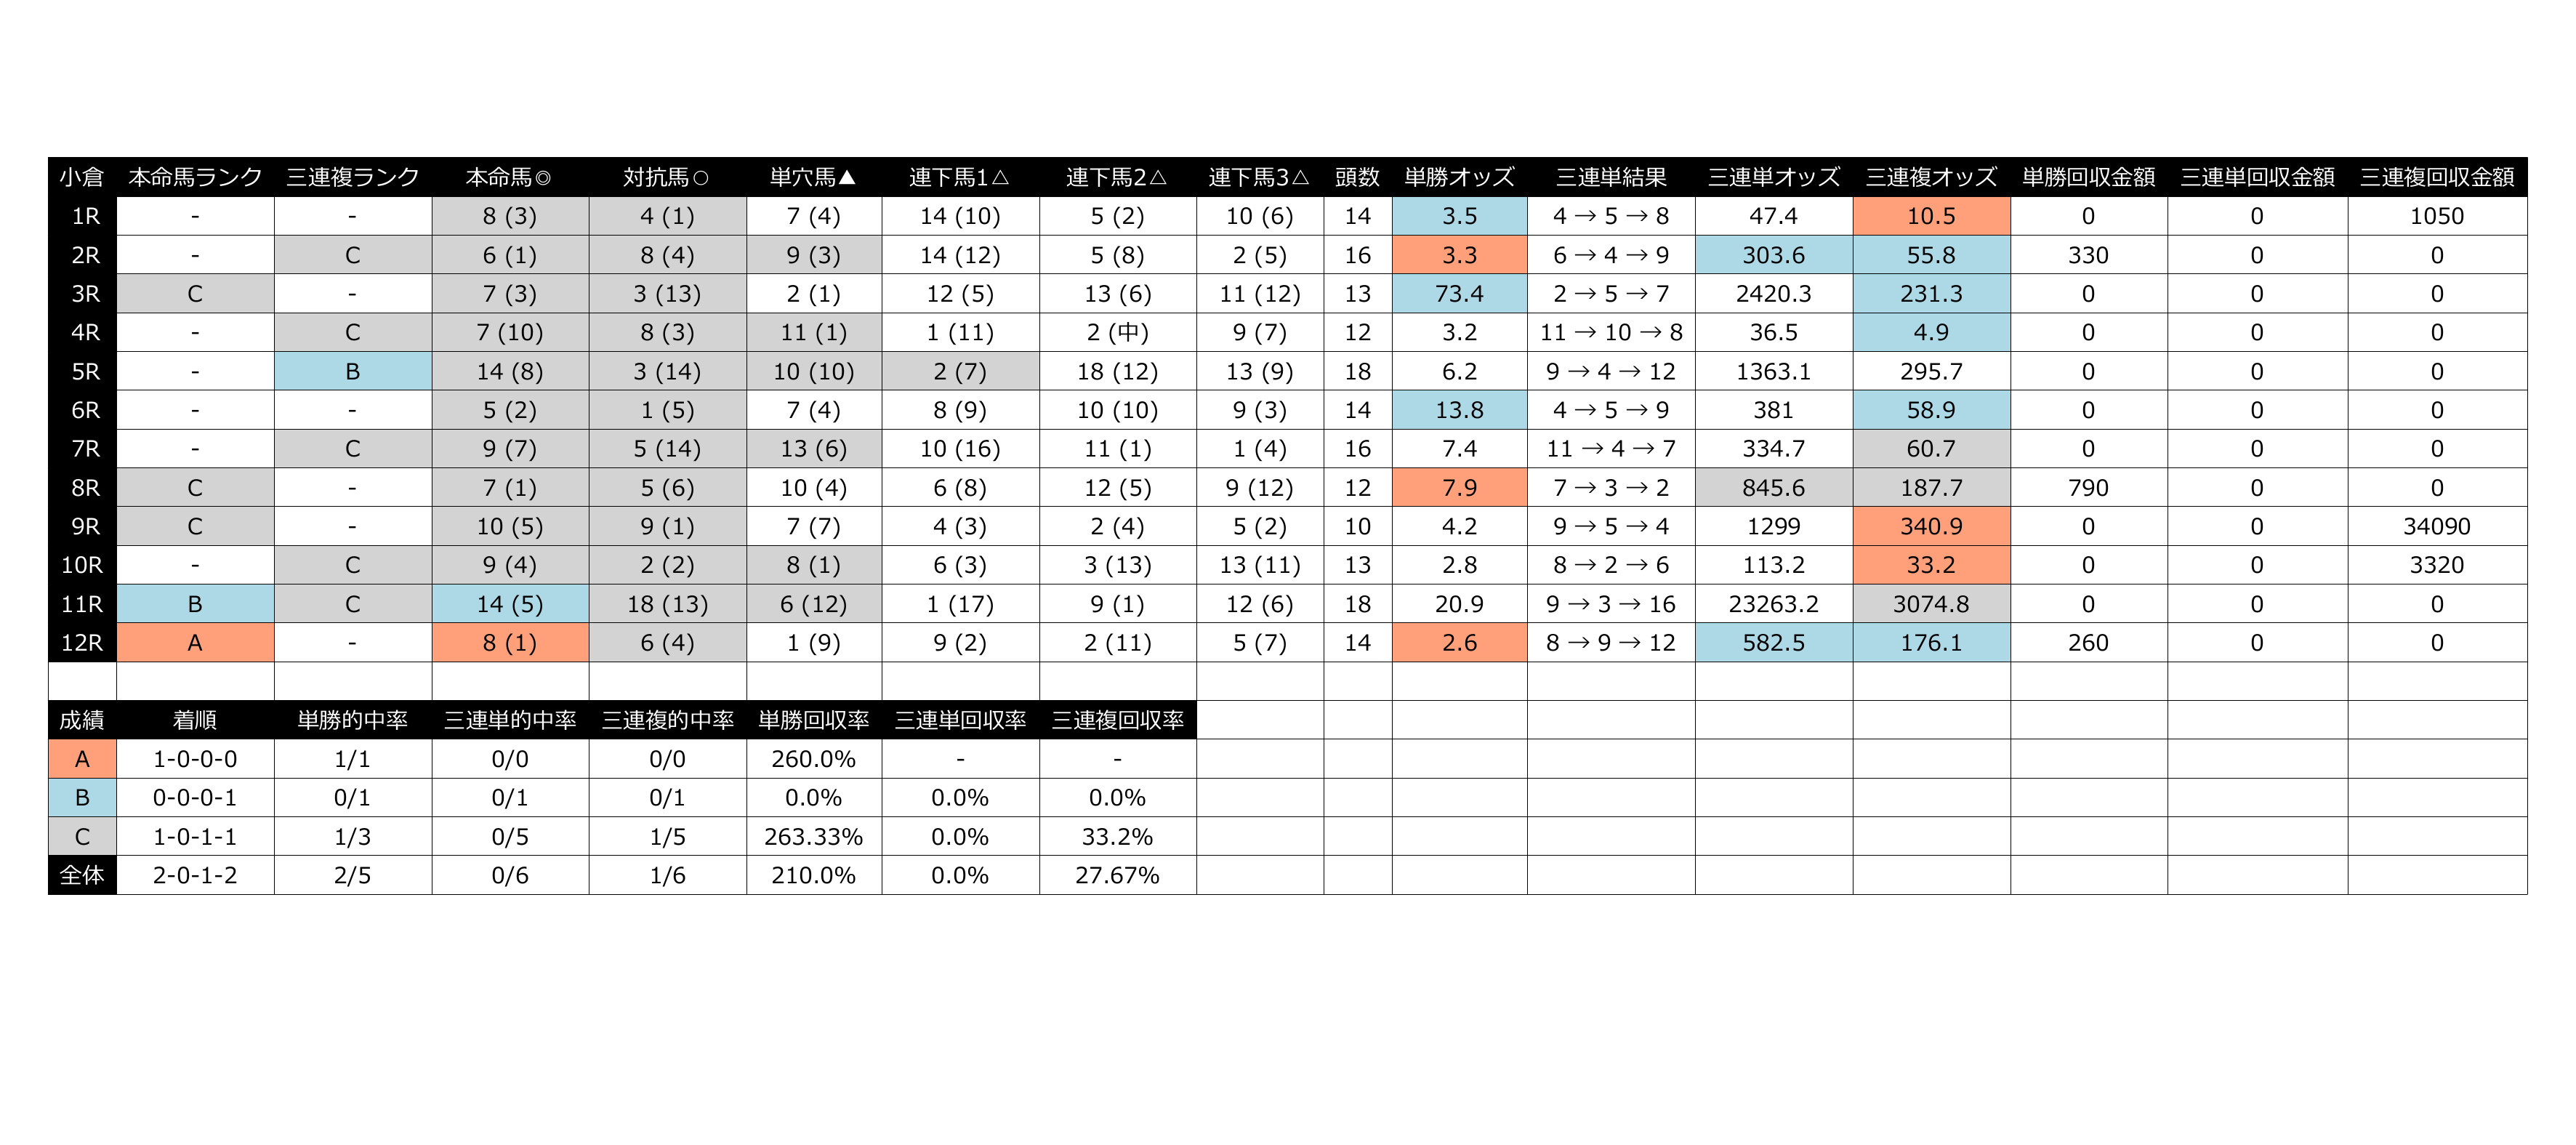 小倉 本命馬ランク 三連複ランク 本命馬◎ 対抗馬○ 単穴馬▲ 連下馬1△ 連下馬2△ 連下馬3△ 頭数 単勝オッズ 三連単結果 三連単オッズ 三連複オッズ 単勝回収金額 三連単回収金額 三連複回収金額
1R - - 8 (3) 4 (1) 7 (4) 14 (10) 5 (2) 10 (6) 14 3.5 4 → 5 → 8 47.4 10.5 0 0 1050
2R - C 6 (1) 8 (4) 9 (3) 14 (12) 5 (8) 2 (5) 16 3.3 6 → 4 → 9 303.6 55.8 330 0 0
3R C - 7 (3) 3 (13) 2 (1) 12 (5) 13 (6) 11 (12) 13 73.4 2 → 5 → 7 2420.3 231.3 0 0 0
4R - C 7 (10) 8 (3) 11 (1) 1 (11) 2 (中) 9 (7) 12 3.2 11 → 10 → 8 36.5 4.9 0 0 0
5R - B 14 (8) 3 (14) 10 (10) 2 (7) 18 (12) 13 (9) 18 6.2 9 → 4 → 12 1363.1 295.7 0 0 0
6R - - 5 (2) 1 (5) 7 (4) 8 (9) 10 (10) 9 (3) 14 13.8 4 → 5 → 9 381 58.9 0 0 0
7R - C 9 (7) 5 (14) 13 (6) 10 (16) 11 (1) 1 (4) 16 7.4 11 → 4 → 7 334.7 60.7 0 0 0
8R C - 7 (1) 5 (6) 10 (4) 6 (8) 12 (5) 9 (12) 12 7.9 7 → 3 → 2 845.6 187.7 790 0 0
9R C - 10 (5) 9 (1) 7 (7) 4 (3) 2 (4) 5 (2) 10 4.2 9 → 5 → 4 1299 340.9 0 0 34090
10R - C 9 (4) 2 (2) 8 (1) 6 (3) 3 (13) 13 (11) 13 2.8 8 → 2 → 6 113.2 33.2 0 0 3320
11R B C 14 (5) 18 (13) 6 (12) 1 (17) 9 (1) 12 (6) 18 20.9 9 → 3 → 16 23263.2 3074.8 0 0 0
12R A - 8 (1) 6 (4) 1 (9) 9 (2) 2 (11) 5 (7) 14 2.6 8 → 9 → 12 582.5 176.1 260 0 0
成績 着順 単勝的中率 三連単的中率 三連複的中率 単勝回収率 三連単回収率 三連複回収率
A 1-0-0-0 1/1 0/0 0/0 260.0% - -
B 0-0-0-1 0/1 0/1 0/1 0.0% 0.0% 0.0%
C 1-0-1-1 1/3 0/5 1/5 263.33% 0.0% 33.2%
全体 2-0-1-2 2/5 0/6 1/6 210.0% 0.0% 27.67%